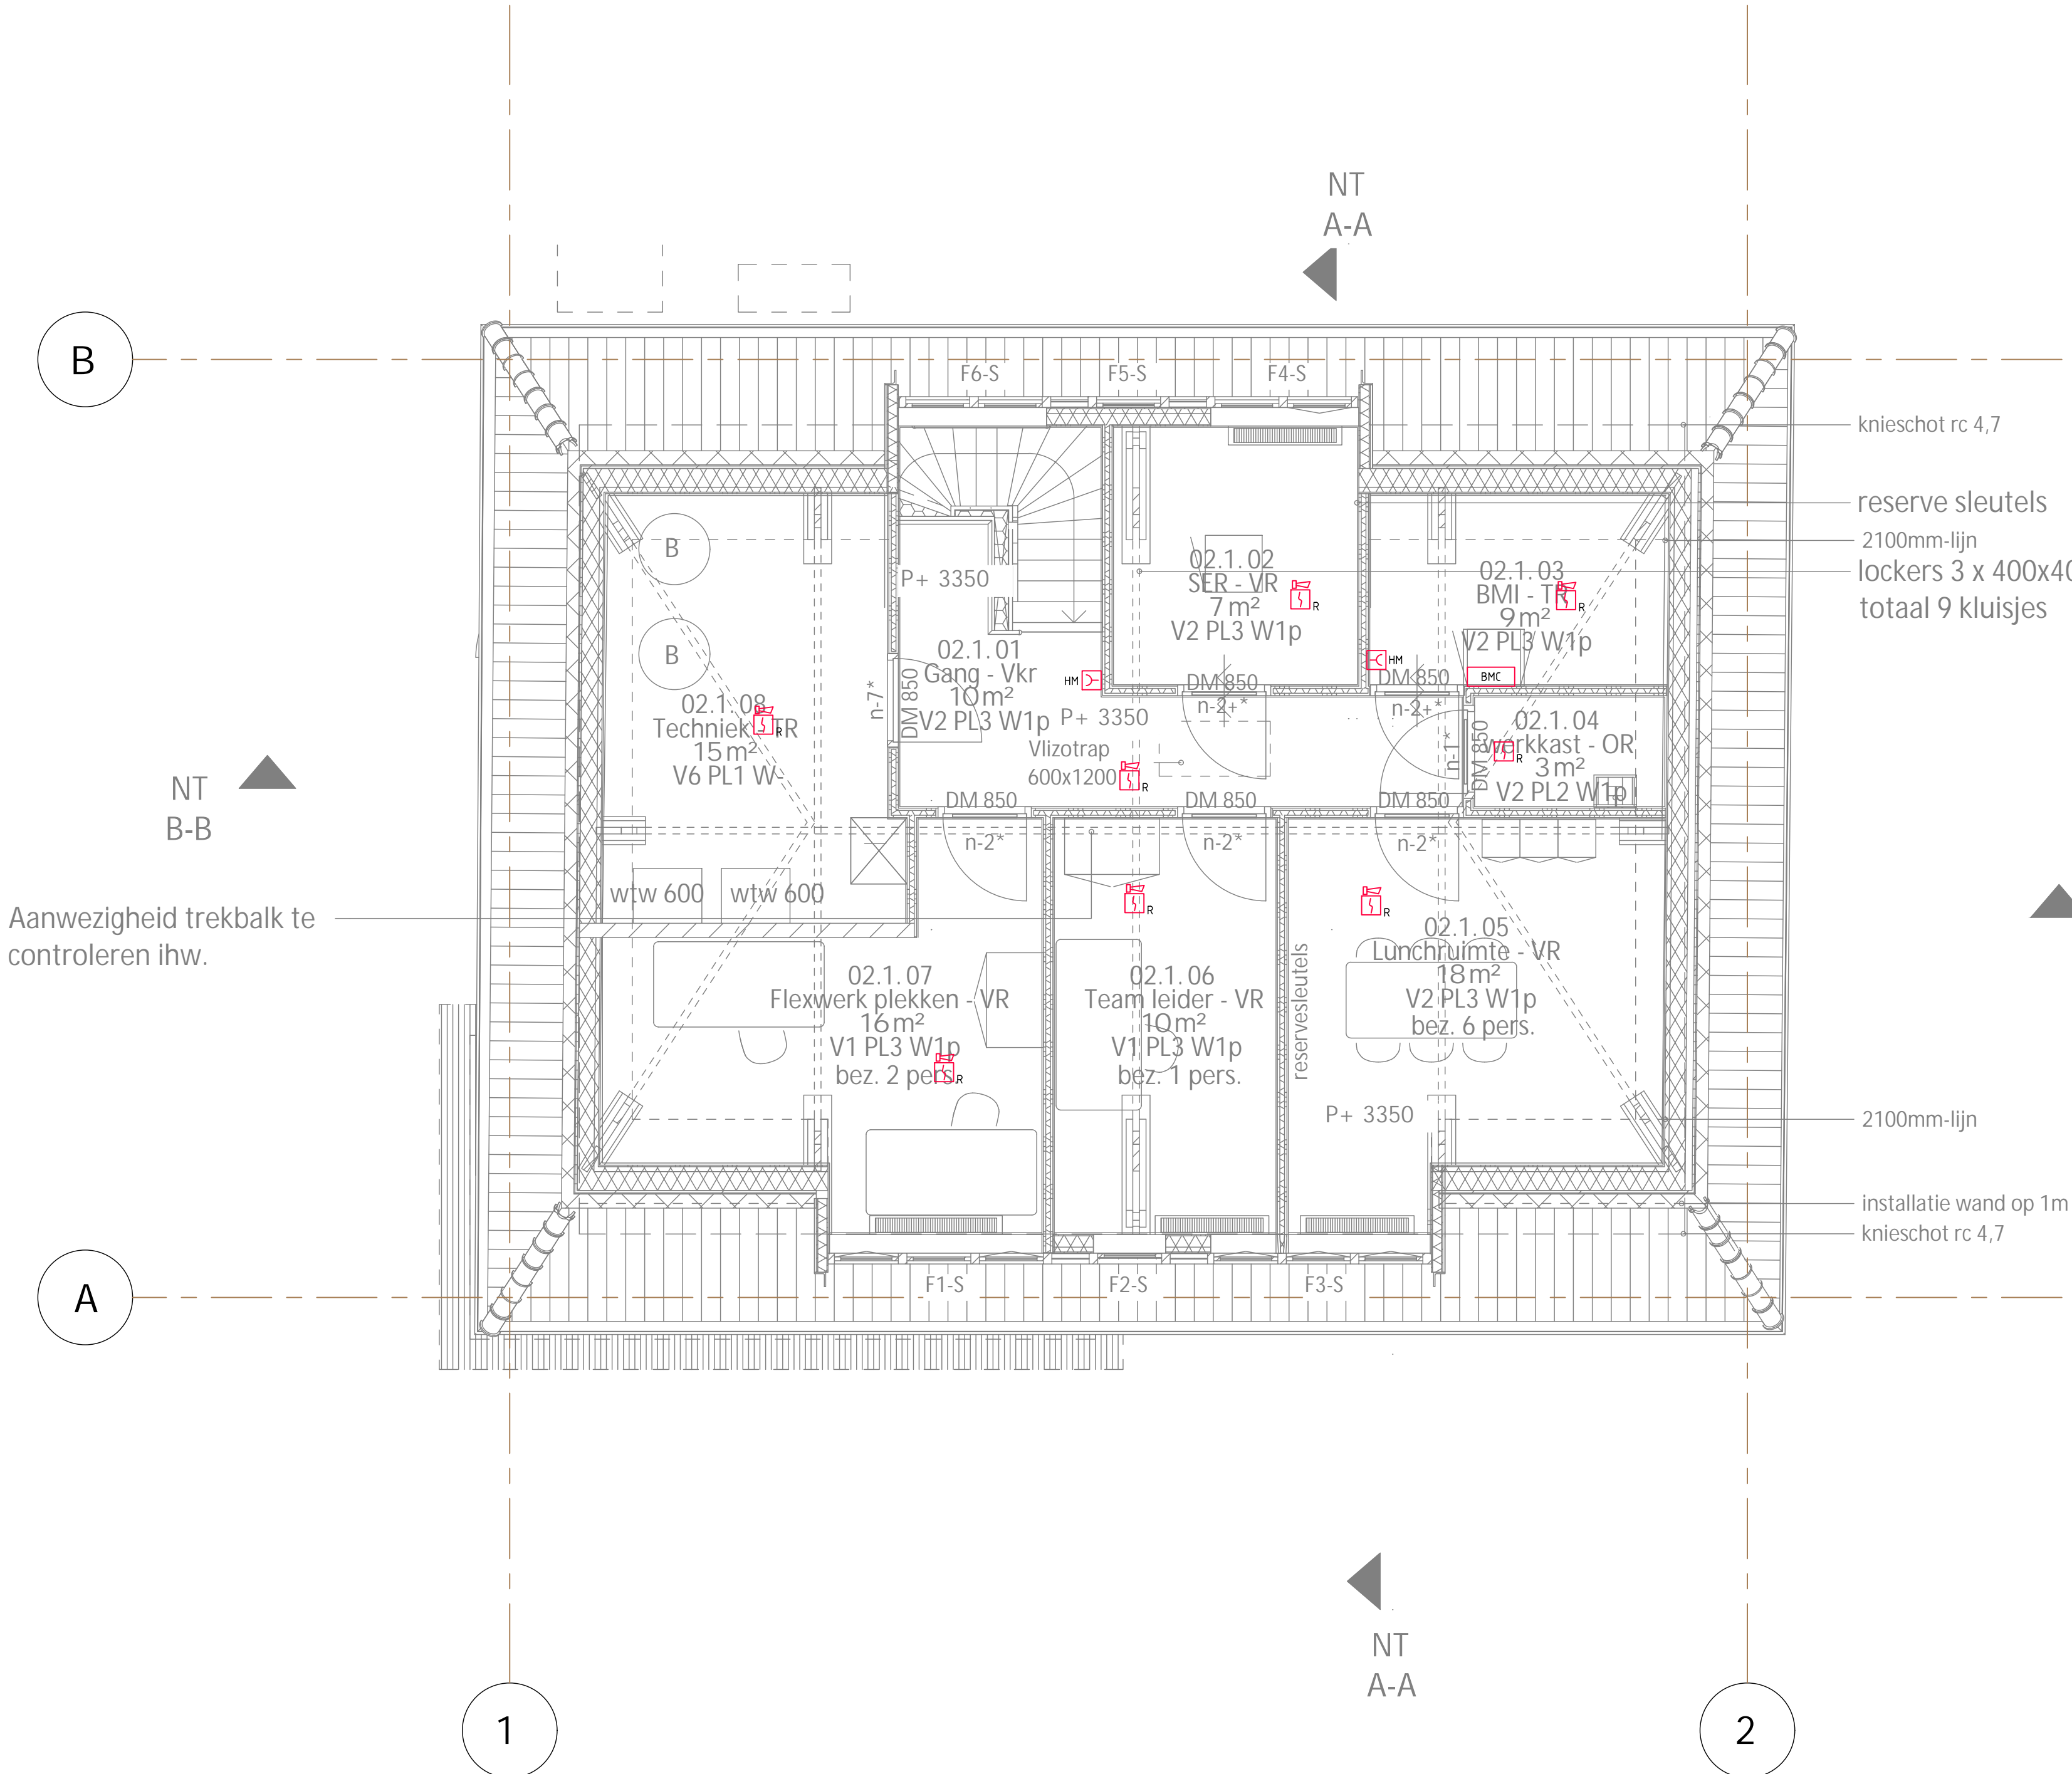 NT
A-A
B
F6-S
F5-S
F4-S
knieschot rc 4,7
reserve sleutels
2100mm-lijn
lockers 3 x 400x40
totaal 9 kluisjes
B
B
P+ 3350
02.1.02
SER - VR
7 m²
V2 PL3 W1p
R
02.1.03
BMI - TR
9 m²
V2 PL3 W1p
R
02.1.01
Gang - Vkr
10 m²
V2 PL3 W1p
HM
HM
BMC
DM 850
n-7*
DM 850
n-2+*
DM 850
n-2+*
P+ 3350
Vlizotrap
600x1200
R
02.1.08
Techniek - TR
15 m²
V6 PL1 W-
R
02.1.04
werkkast - OR
3 m²
V2 PL2 W1p
R
n-1*
DM 850
NT
B-B
DM 850
n-2*
DM 850
n-2*
DM 850
n-2*
wtw 600
wtw 600
Aanwezigheid trekbalk te
controleren ihw.
R
R
02.1.07
Flexwerk plekken - VR
16 m²
V1 PL3 W1p
bez. 2 pers.
R
02.1.06
Team leider - VR
10 m²
V1 PL3 W1p
bez. 1 pers.
reservesleutels
02.1.05
Lunchruimte - VR
18 m²
V2 PL3 W1p
bez. 6 pers.
P+ 3350
2100mm-lijn
installatie wand op 1m
knieschot rc 4,7
F1-S
F2-S
F3-S
A
NT
A-A
1
2